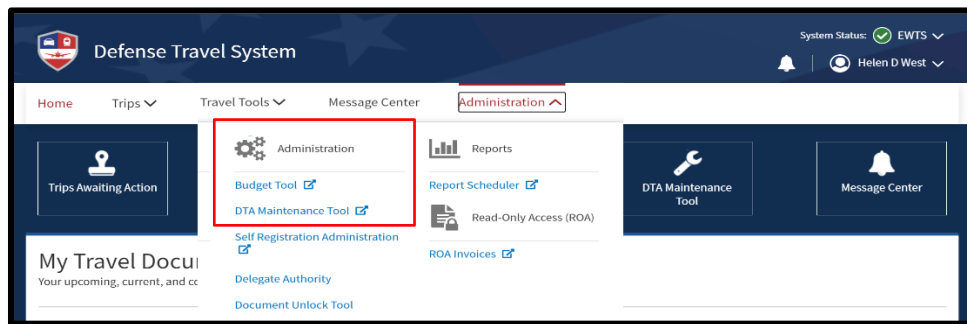 System Status: EWTS
Defense Travel System
Helen D West
Home Trips Travel Tools Message Center Administration
Administration
Reports
Trips Awaiting Action
Budget Tool
Report Scheduler
DTA Maintenance
Tool
Message Center
DTA Maintenance Tool
Read-Only Access (ROA)
Self Registration Administration
ROA Invoices
My Travel Docu
Your upcoming, current, and co
Delegate Authority
Document Unlock Tool